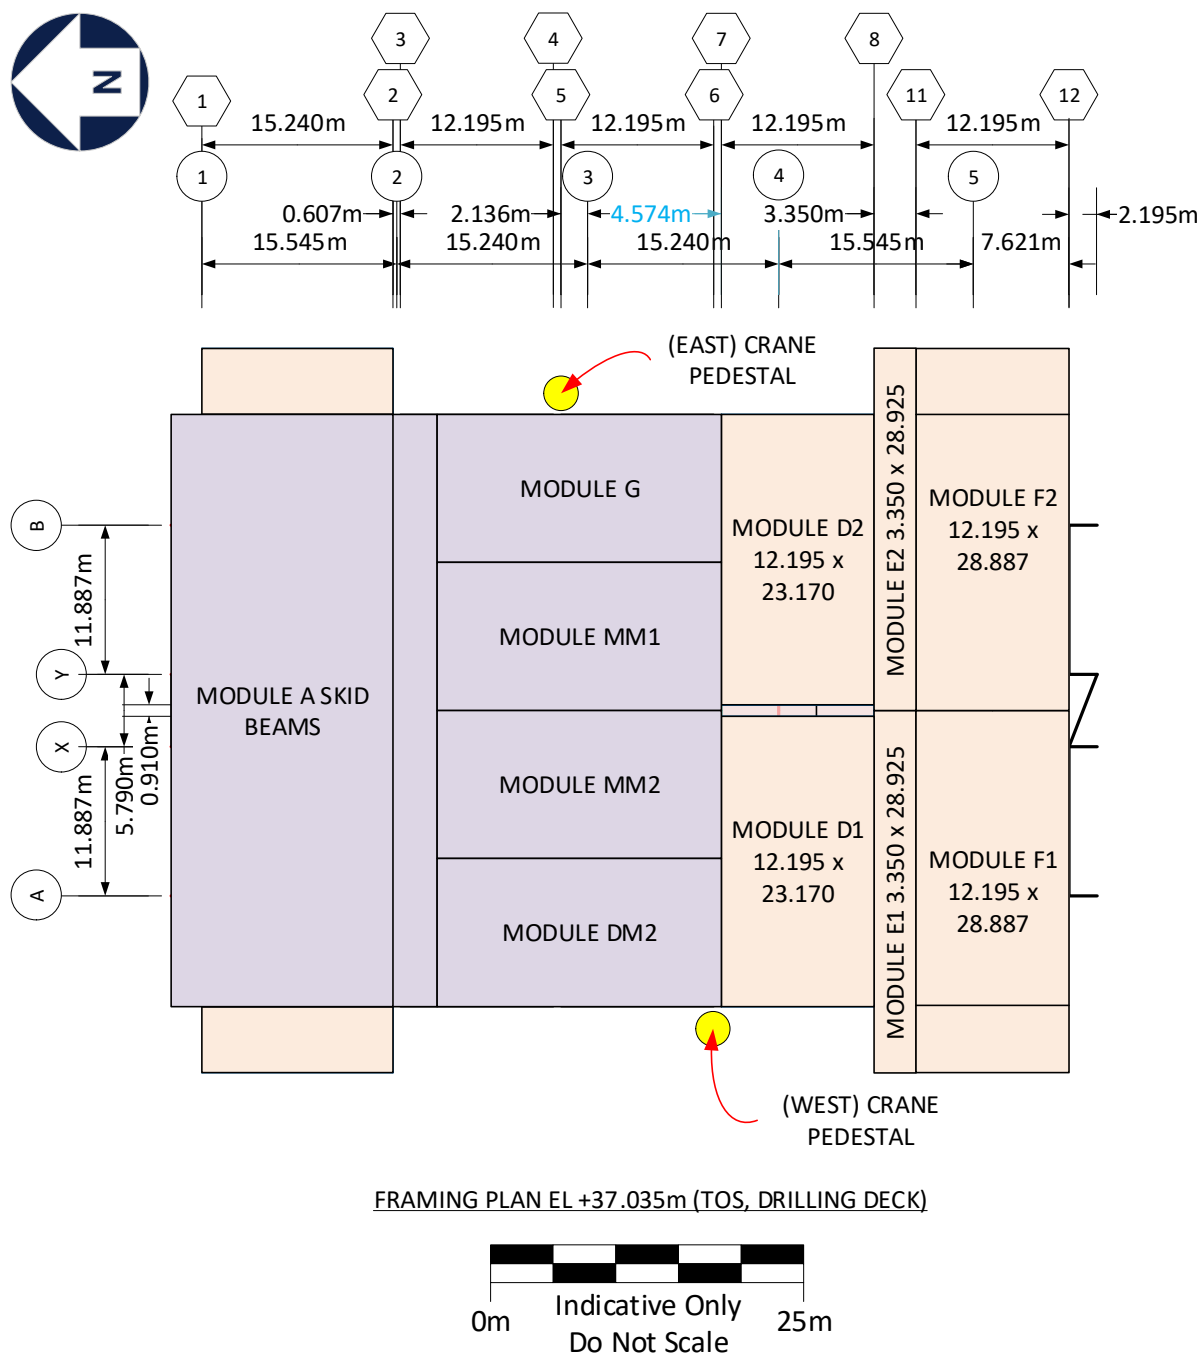 N
3
4
7
8
1
2
5
6
11
12
15.240m
12.195m
12.195m
12.195m
12.195m
1
2
3
4
5
0.607m
2.136m
4.574m
3.350m
2.195m
15.545m
15.240m
15.240m
15.545m
7.621m
(EAST) CRANE
PEDESTAL
B
Y
X
A
11.887m
5.790m
0.910m
11.887m
MODULE A SKID
BEAMS
MODULE G
MODULE MM1
MODULE MM2
MODULE DM2
MODULE D2
12.195 x
23.170
MODULE D1
12.195 x
23.170
MODULE E2 3.350 x 28.925
MODULE E1 3.350 x 28.925
MODULE F2
12.195 x
28.887
MODULE F1
12.195 x
28.887
(WEST) CRANE
PEDESTAL
FRAMING PLAN EL +37.035m (TOS, DRILLING DECK)
0m
Indicative Only
Do Not Scale
25m